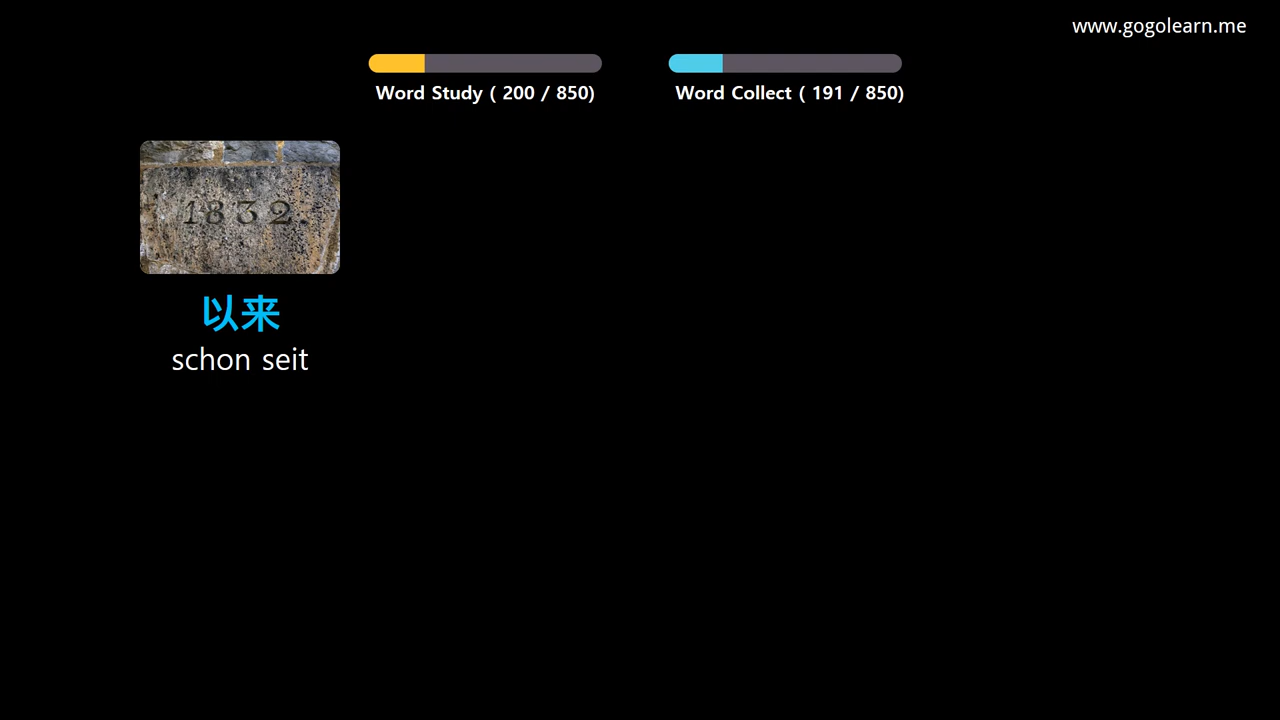 www.gogolearn.me
Word Study ( 200 / 850)
Word Collect ( 191 / 850)
1832.
以来
schon seit